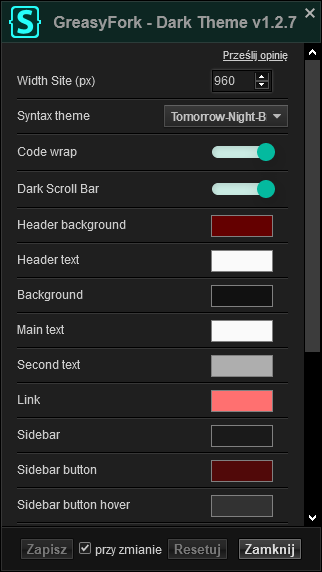 GreasyFork - Dark Theme v1.2.7
Prześlij opinię
Width Site (px) 960
Syntax theme Tomorrow-Night-B
Code wrap
Dark Scroll Bar
Header background
Header text
Background
Main text
Second text
Link
Sidebar
Sidebar button
Sidebar button hover
Zapisz przy zmianie Resetuj Zamknij